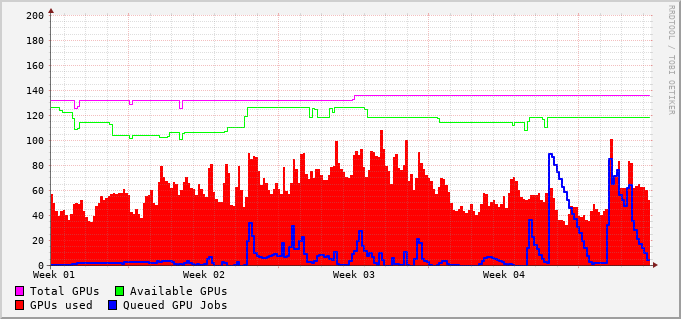 200
180
160
140
120
100
80
60
40
20
0
Week 01 Week 02 Week 03 Week 04
Total GPUs Available GPUs
GPUs used Queued GPU Jobs
RRDTOOL / TOBI OETIKER